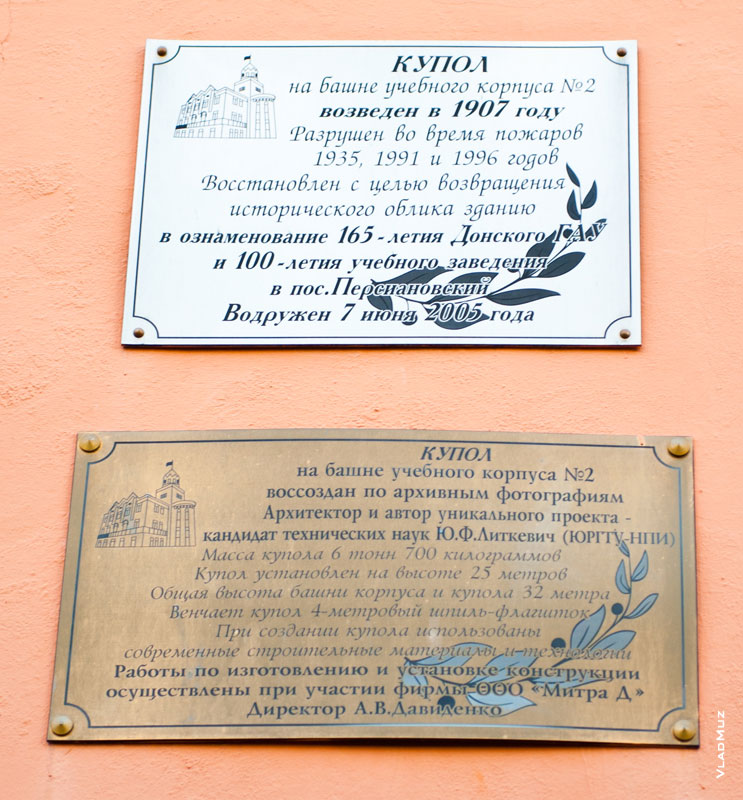 КУПОЛ
на башне учебного корпуса №2
возведен в 1907 году
Разрушен во время пожаров
1935, 1991 и 1996 годов
Восстановлен с целью возвращения
исторического облика зданию
в ознаменование 165-летия Донского ГАУ
и 100-летия учебного заведения
в пос.Персиановский
Водружен 7 июня 2005 года
КУПОЛ
на башне учебного корпуса №2
воссоздан по архивным фотографиям
Архитектор и автор уникального проекта -
кандидат технических наук Ю.Ф.Литкевич (ЮРГТУ-НПИ)
Масса купола 6 тонн 700 килограммов
Купол установлен на высоте 25 метров
Общая высота башни корпуса и купола 32 метра
Венчает купол 4-метровый шпиль-флагшток
При создании купола использованы
современные строительные материалы и технологии
Работы по изготовлению и установке конструкции
осуществлены при участии фирмы ООО «Митра Д»
Директор А.В.Давиденко
VladMuz